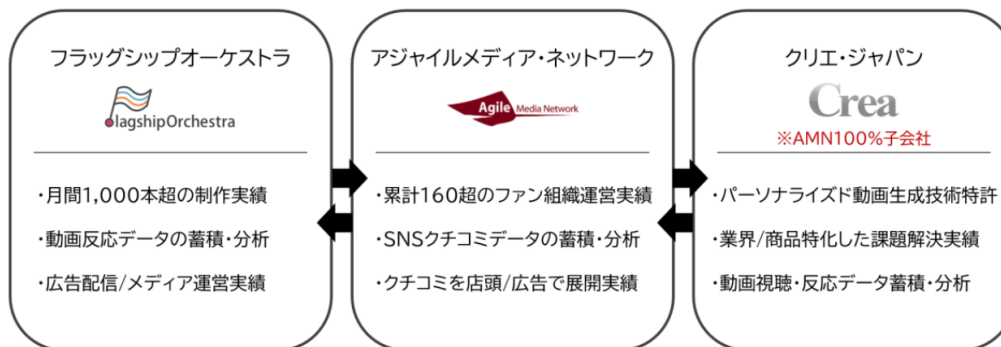 フラッグシップオーケストラ
lagshipOrchestra
・月間1,000本超の制作実績
・動画反応データの蓄積・分析
・広告配信/メディア運営実績
アジャイルメディア・ネットワーク
Agile Media Network
・累計160超のファン組織運営実績
・SNSクチコミデータの蓄積・分析
・クチコミを店頭/広告で展開実績
クリエ・ジャパン
Crea
※AMN100%子会社
・パーソナライズド動画生成技術特許
・業界/商品特化した課題解決実績
・動画視聴・反応データ蓄積・分析